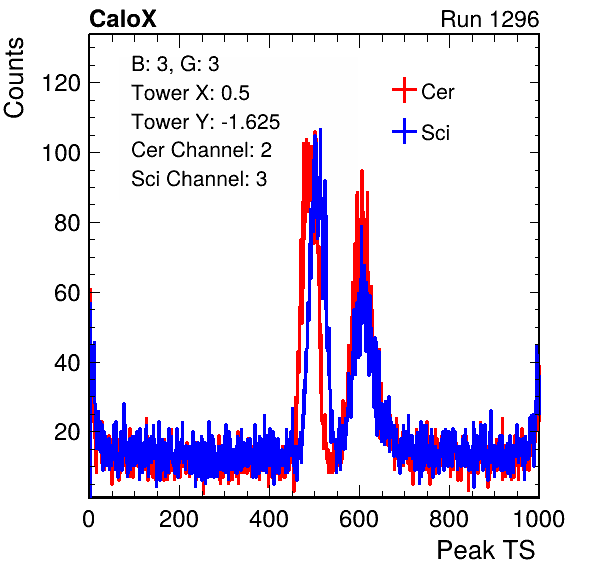 CaloX
Run 1296
Counts
B: 3, G: 3
Tower X: 0.5
Tower Y: -1.625
Cer Channel: 2
Sci Channel: 3
Cer
Sci
120
100
80
60
40
20
0 200 400 600 800 1000
Peak TS